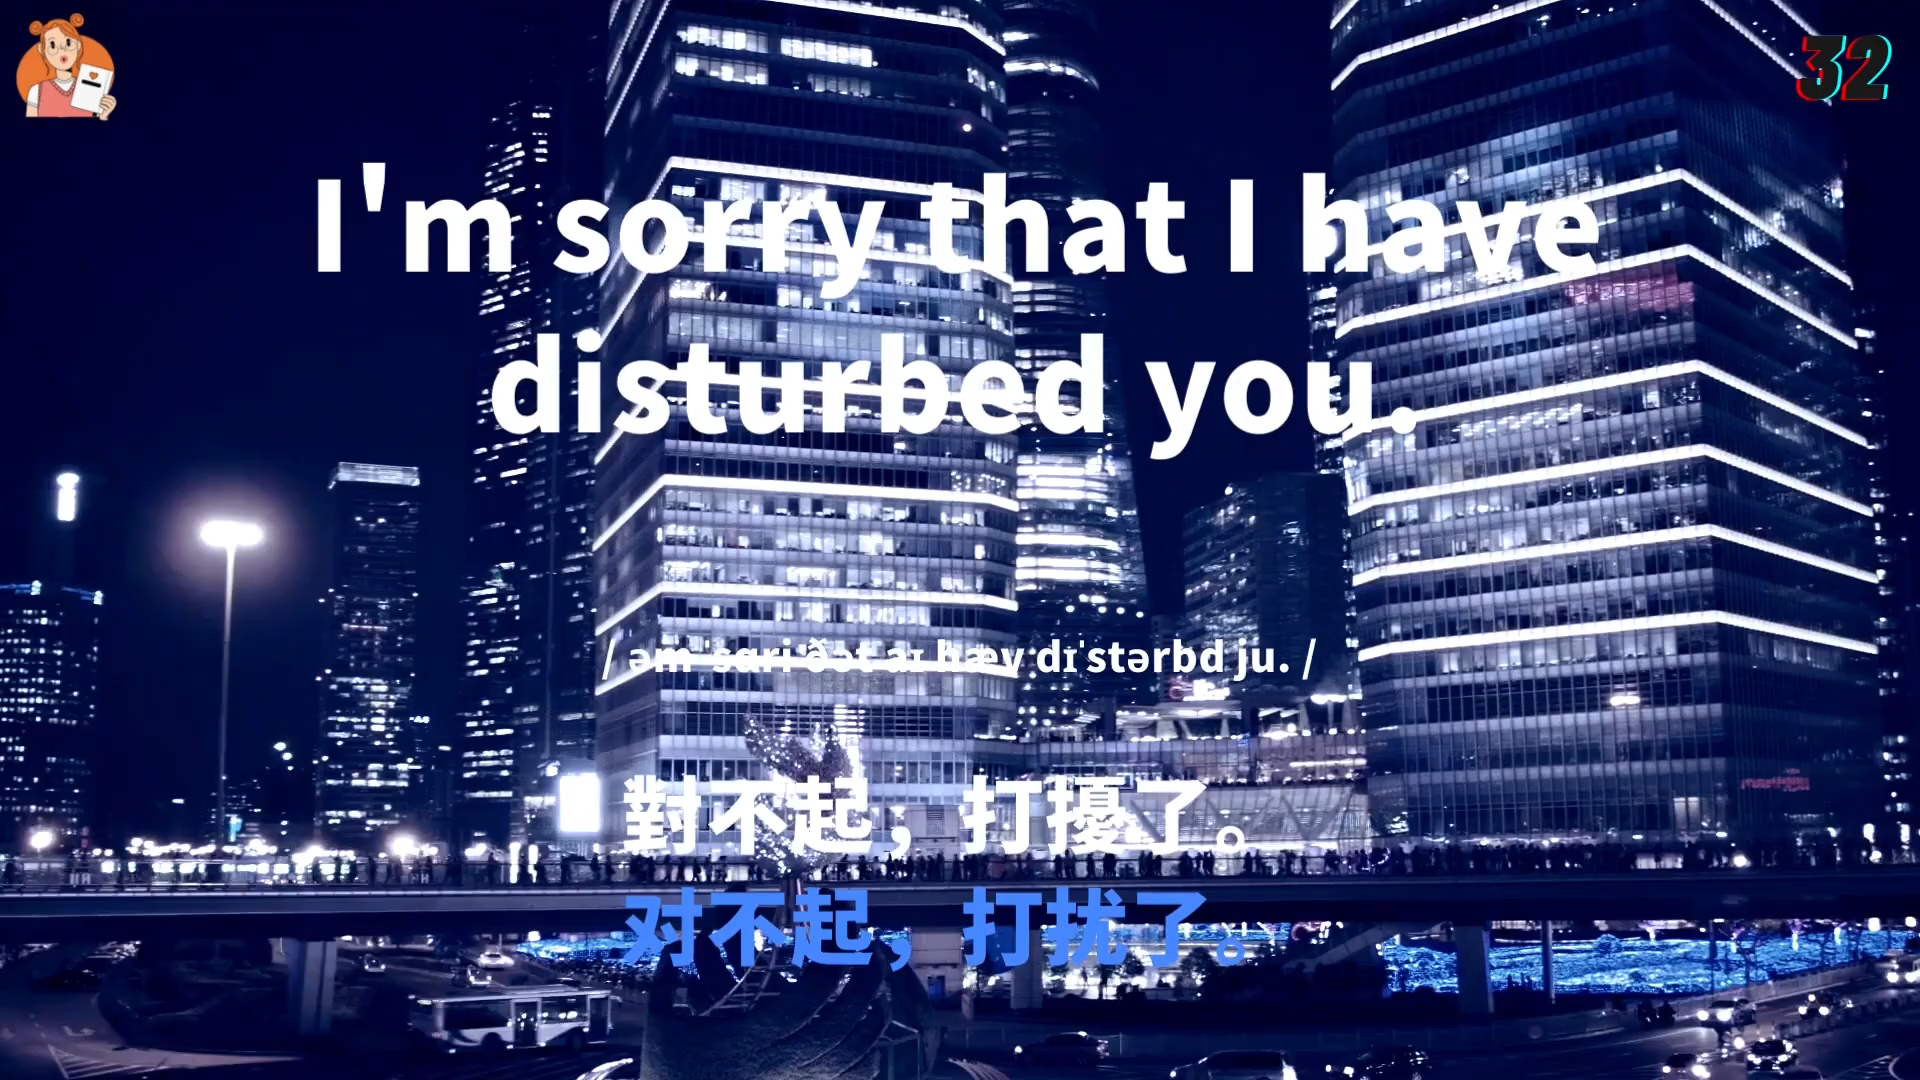 32
I'm sorry that I have
disturbed you.
/ əm ˈsɑri ðət aɪ hæv dɪˈstərbd ju. /
對不起，打擾了。
对不起，打扰了。